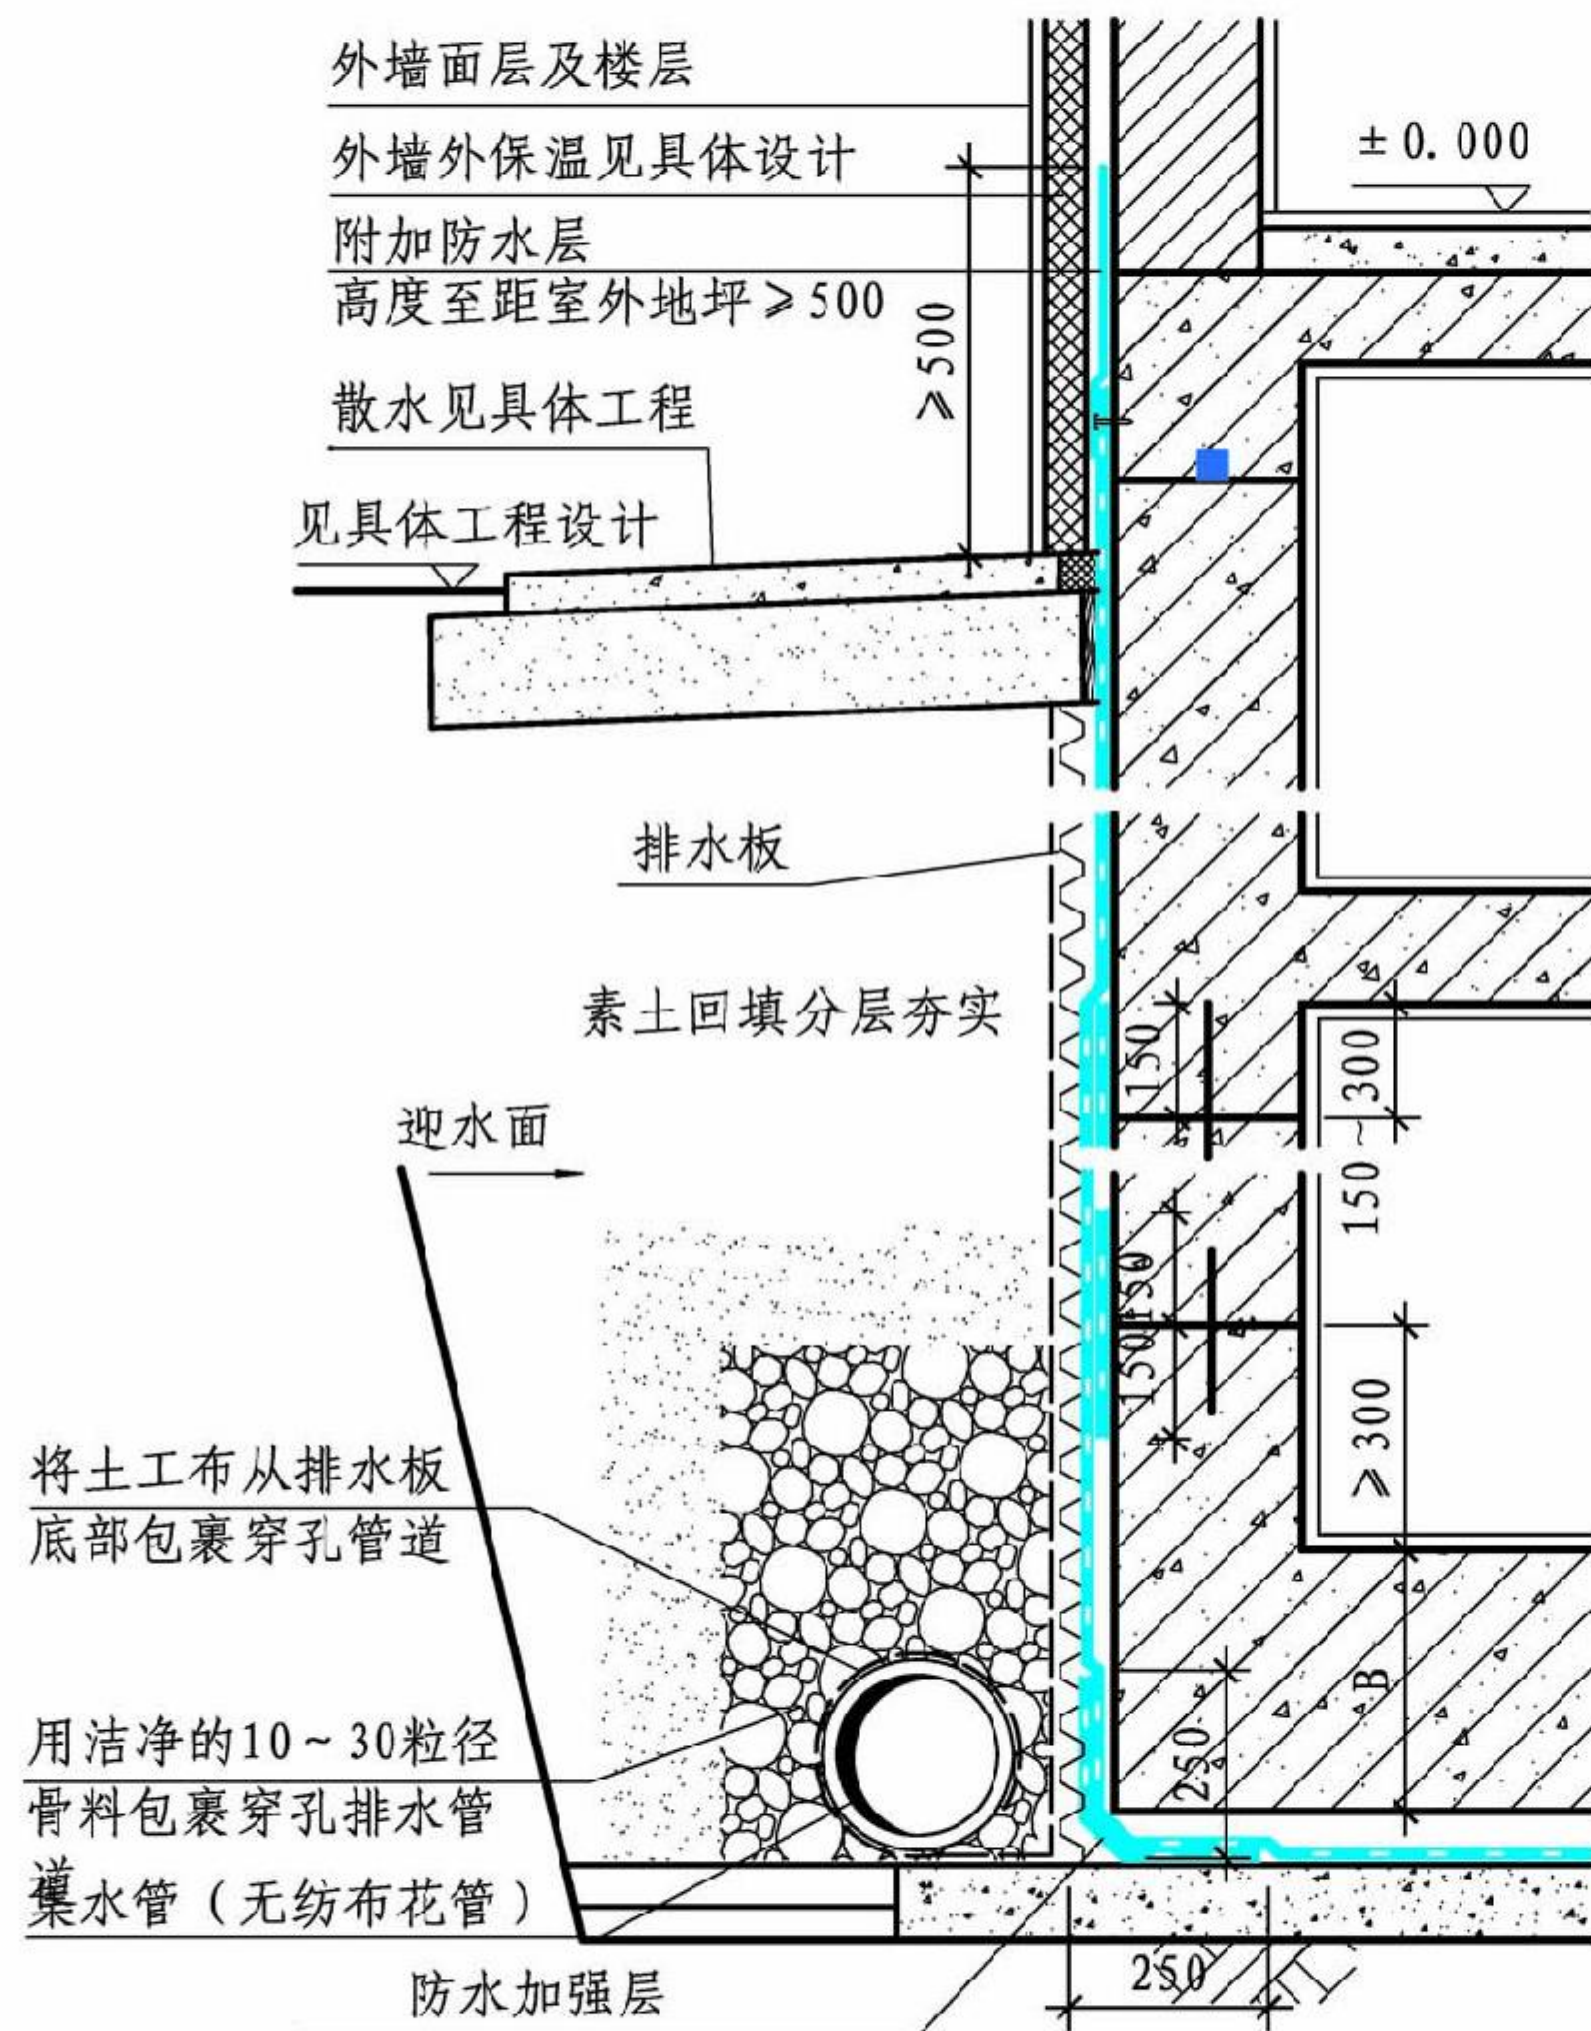 外墙面层及楼层
外墙外保温见具体设计
附加防水层
高度至距室外地坪≥500
±0.000
≥500
散水见具体工程
见具体工程设计
排水板
素土回填分层夯实
150
150~300
迎水面
150
150
≥300
将土工布从排水板
底部包裹穿孔管道
B
250
用洁净的10~30粒径
骨料包裹穿孔排水管
道
集水管(无纺布花管)
250
防水加强层